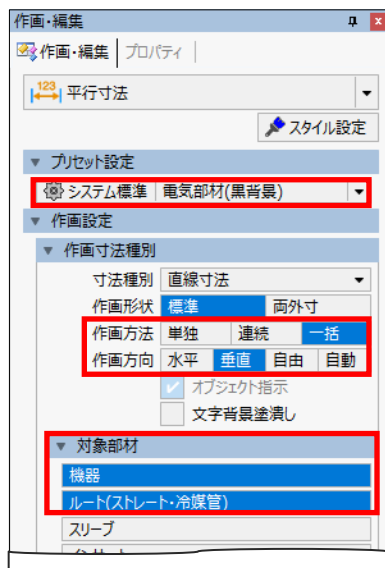 作画・編集
作画・編集 プロパティ
123 平行寸法
スタイル設定
プリセット設定
システム標準 電気部材(黒背景)
作画設定
作画寸法種別
寸法種別 直線寸法
作画形状 標準 両外寸
作画方法 単独 連続 一括
作画方向 水平 垂直 自由 自動
オブジェクト指示
文字背景塗潰し
対象部材
機器
ルート(ストレート・冷媒管)
スリーブ